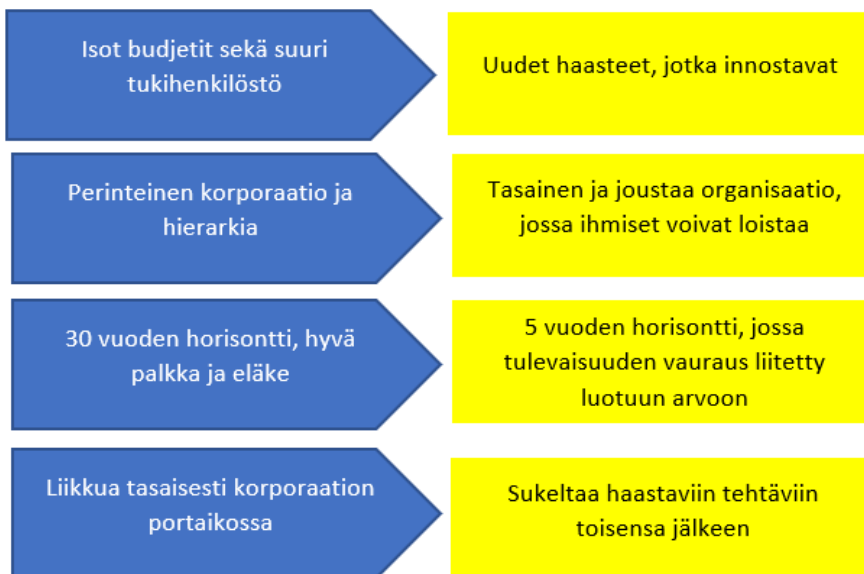 Isot budjetit sekä suuri
tukihenkilöstö
Uudet haasteet, jotka innostavat
Perinteinen korporaatio ja
hierarkia
Tasainen ja joustaa organisaatio,
jossa ihmiset voivat loistaa
30 vuoden horisontti, hyvä
palkka ja eläke
5 vuoden horisontti, jossa
tulevaisuuden vauraus liitetty
luotuun arvoon
Liikkua tasaisesti korporaation
portaikossa
Sukeltaa haastaviin tehtäviin
toisensa jälkeen